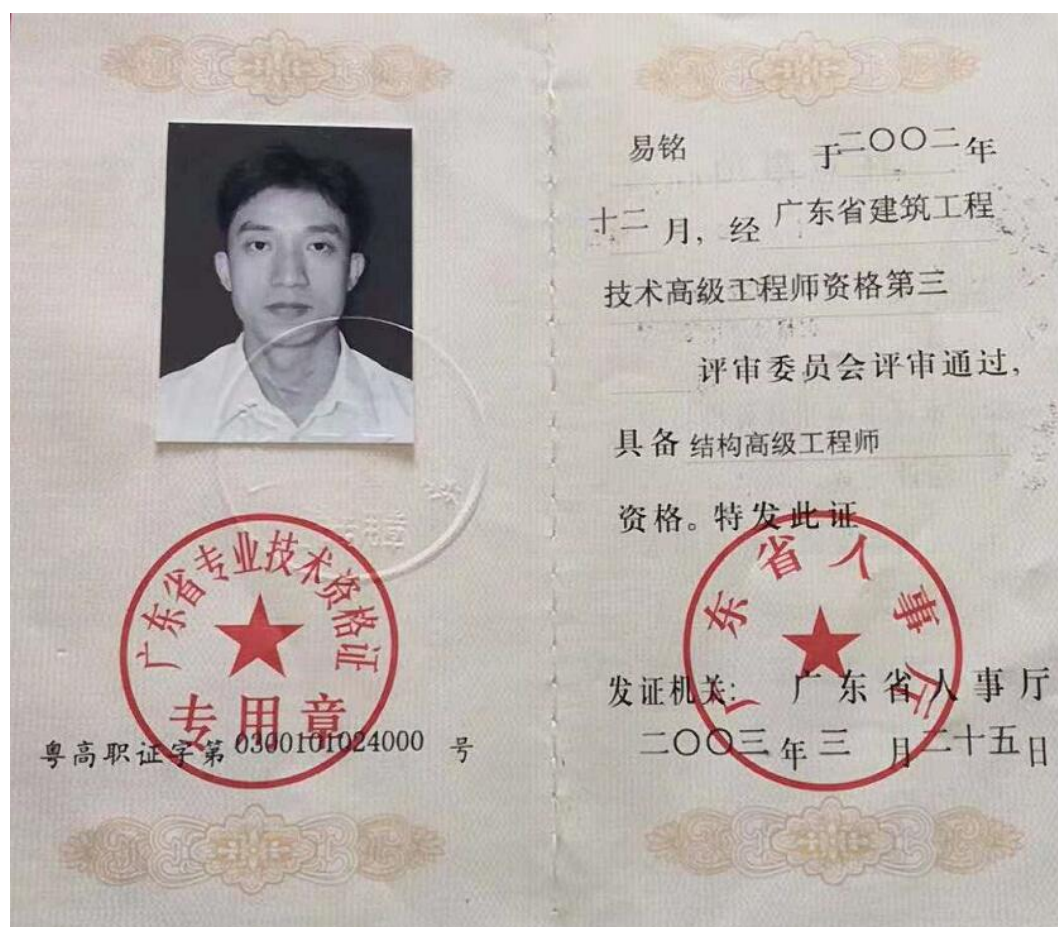 广东省专业技术资格证
专用章
粤高职证字第 0300101024000 号
易铭 于二〇〇二年
十二月，经广东省建筑工程
技术高级工程师资格第三
评审委员会评审通过，
具备 结构高级工程师
资格。特发此证
广东省人事厅
发证机关：广东省人事厅
二〇〇三年三月二十五日